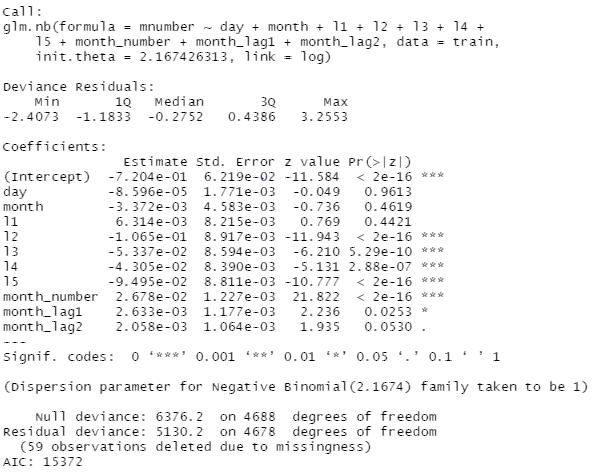 Call:
glm.nb(formula = mnumber ~ day + month + l1 + l2 + l3 + l4 +
l5 + month_number + month_lag1 + month_lag2, data = train,
init.theta = 2.167426313, link = log)
Deviance Residuals:
Min 1Q Median 3Q Max
-2.4073 -1.1833 -0.2752 0.4386 3.2553
Coefficients:
Estimate Std. Error z value Pr(>|z|)
(Intercept) -7.204e-01 6.219e-02 -11.584 < 2e-16 ***
day -8.596e-05 1.771e-03 -0.049 0.9613
month -3.372e-03 4.583e-03 -0.736 0.4619
l1 6.314e-03 8.215e-03 0.769 0.4421
l2 -1.065e-01 8.917e-03 -11.943 < 2e-16 ***
l3 -5.337e-02 8.594e-03 -6.210 5.29e-10 ***
l4 -4.305e-02 8.390e-03 -5.131 2.88e-07 ***
l5 -9.495e-02 8.811e-03 -10.777 < 2e-16 ***
month_number 2.678e-02 1.227e-03 21.822 < 2e-16 ***
month_lag1 2.633e-03 1.177e-03 2.236 0.0253 *
month_lag2 2.058e-03 1.064e-03 1.935 0.0530 .
---
Signif. codes: 0 ‘***’ 0.001 ‘**’ 0.01 ‘*’ 0.05 ‘.’ 0.1 ‘ ’ 1
(Dispersion parameter for Negative Binomial(2.1674) family taken to be 1)
Null deviance: 6376.2 on 4688 degrees of freedom
Residual deviance: 5130.2 on 4678 degrees of freedom
(59 observations deleted due to missingness)
AIC: 15372